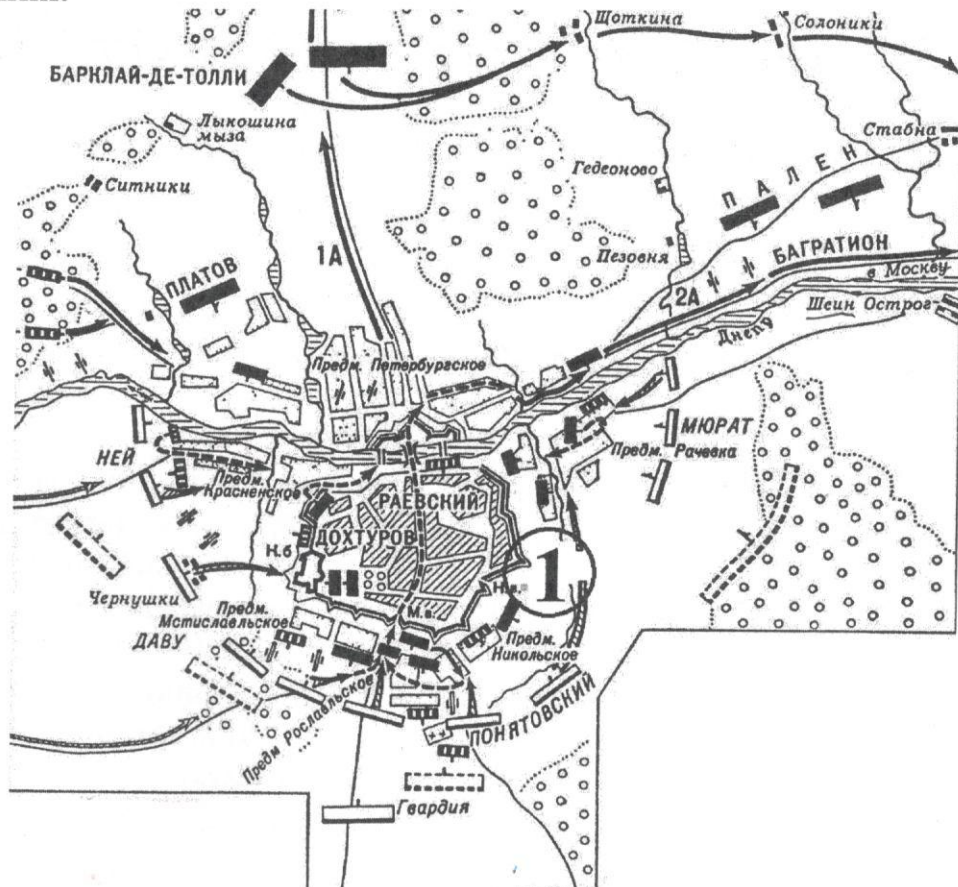 Щоткина
Солоники
БАРКЛАЙ-ДЕ-ТОЛЛИ
Лыкошина
мыза
Стабна
Ситники
Гедеоново
ПАЛЕН
1А
ПЛАТОВ
Пезовня
БАГРАТИОН
в Москву
2А
Шеин Острог
Днепр
Предм. Петербургское
НЕЙ
МЮРАТ
Предм. Рачевка
Предм.
Красненское
РАЕВСКИЙ
ДОХТУРОВ
Н.б
1
Чернушки
Предм.
Мстиславльское
М.в.
Предм.
Никольское
ДАВУ
Предм Рославльское
ПОНЯТОВСКИЙ
Гвардия